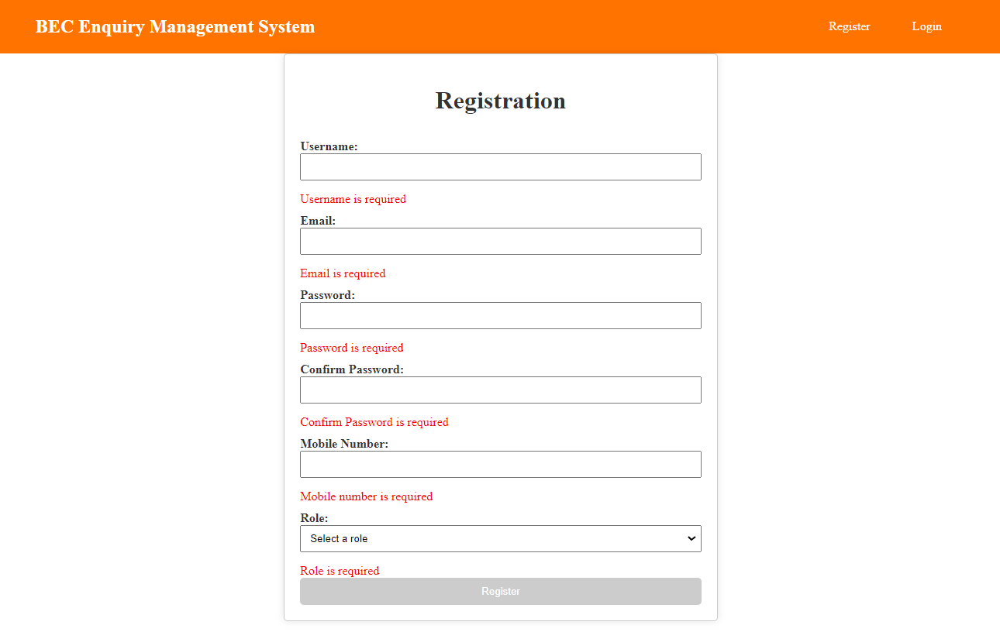 BEC Enquiry Management System
Register
Login
Registration
Username:
Username is required
Email:
Email is required
Password:
Password is required
Confirm Password:
Confirm Password is required
Mobile Number:
Mobile number is required
Role:
Select a role
Role is required
Register